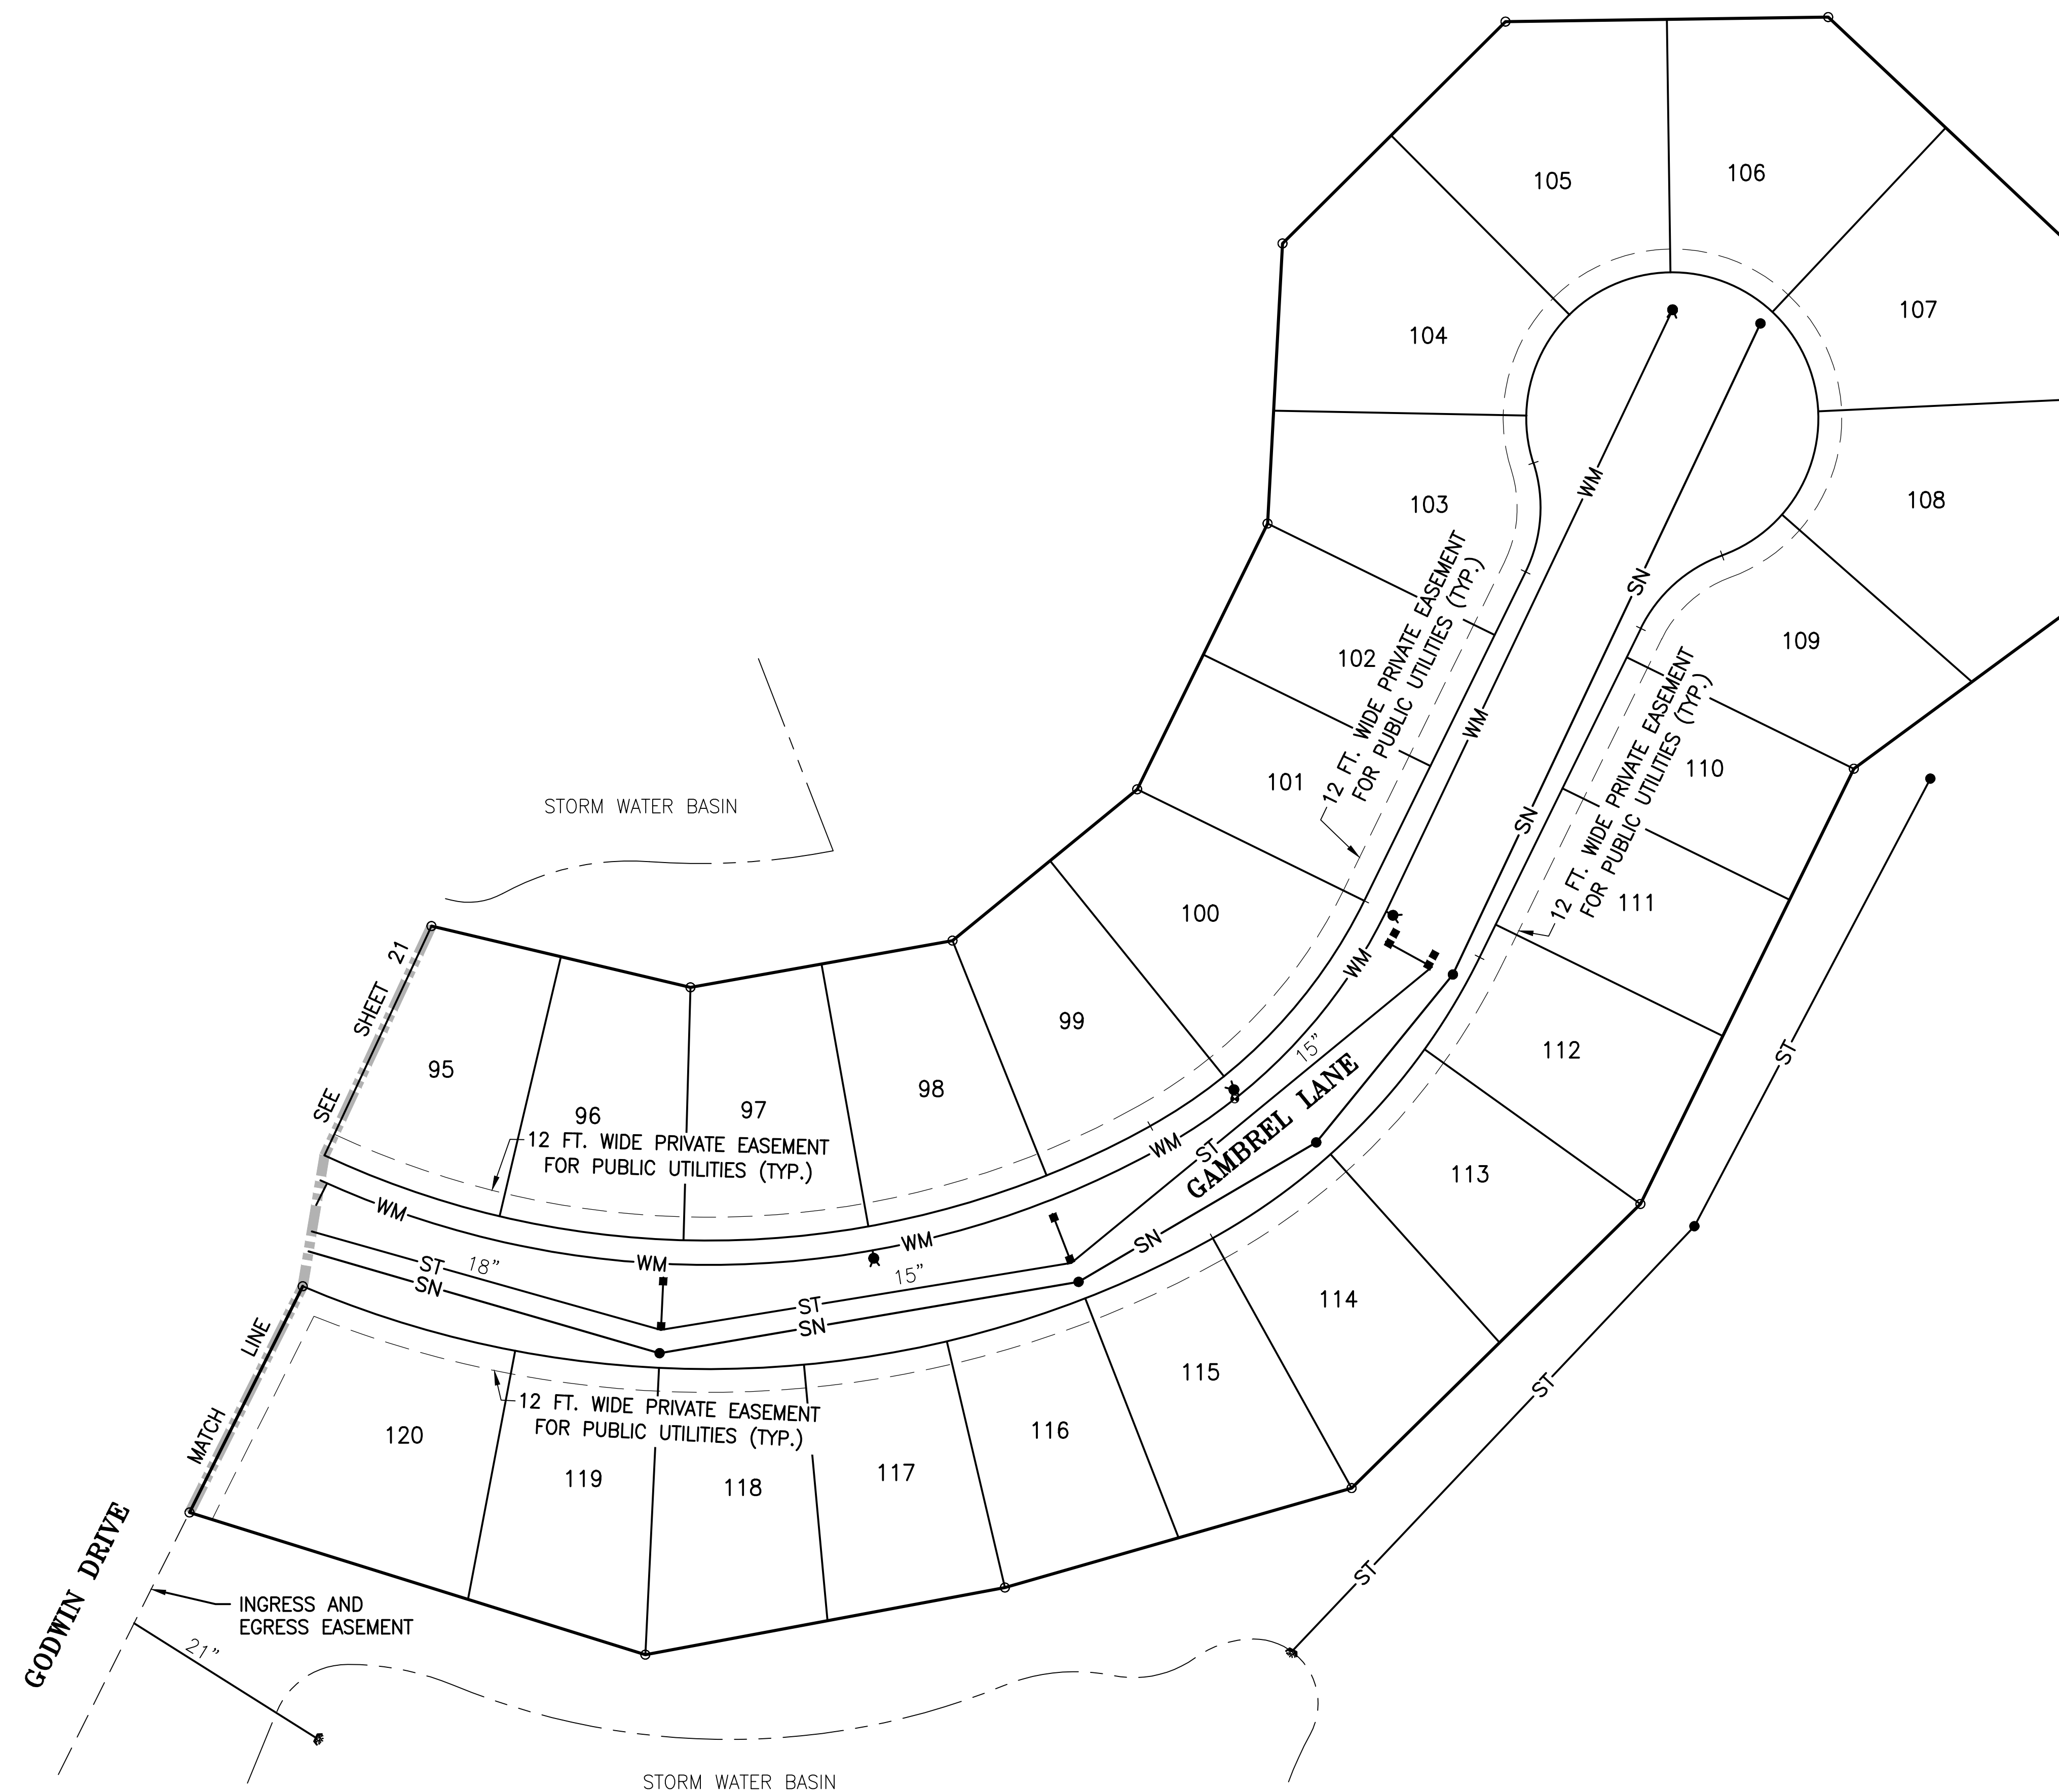 105
106
107
104
108
103
12 FT. WIDE PRIVATE EASEMENT
FOR PUBLIC UTILITIES (TYP.)
WM
SN
109
102
12 FT. WIDE PRIVATE EASEMENT
FOR PUBLIC UTILITIES (TYP.)
WM
110
101
STORM WATER BASIN
SN
111
100
SEE SHEET 21
WM
99
15"
112
ST
95
98
96
97
GAMBREL LANE
12 FT. WIDE PRIVATE EASEMENT
FOR PUBLIC UTILITIES (TYP.)
WM
ST
113
WM
WM
WM
SN
ST
18"
SN
15"
ST
SN
114
MATCH LINE
115
ST
12 FT. WIDE PRIVATE EASEMENT
FOR PUBLIC UTILITIES (TYP.)
120
116
119
118
117
ST
GODWIN DRIVE
INGRESS AND
EGRESS EASEMENT
21"
STORM WATER BASIN